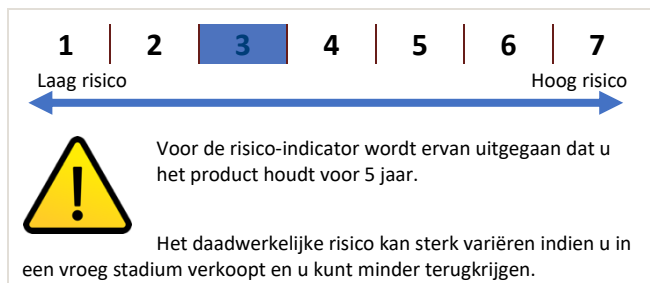 1 2 3 4 5 6 7
Laag risico Hoog risico
Voor de risico-indicator wordt ervan uitgegaan dat u
het product houdt voor 5 jaar.
Het daadwerkelijke risico kan sterk variëren indien u in
een vroeg stadium verkoopt en u kunt minder terugkrijgen.